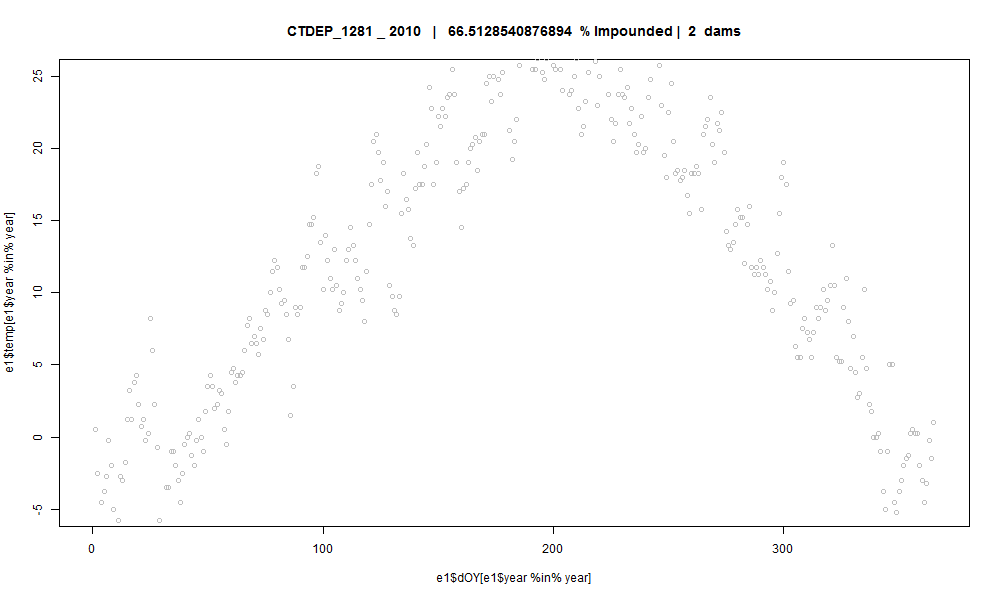 CTDEP_1281 _ 2010 | 66.5128540876894 % Impounded | 2 dams
25
20
15
10
5
0
-5
e1$temp[e1$year %in% year]
0 100 200 300
e1$dOY[e1$year %in% year]